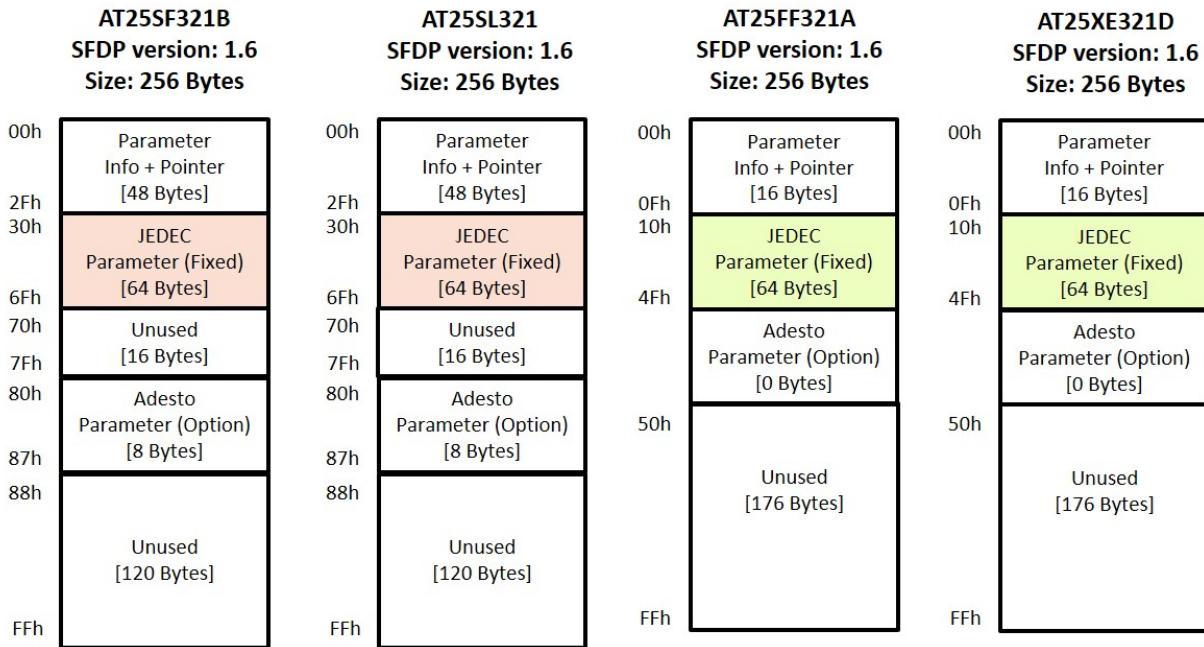 AT25SF321B
SFDP version: 1.6
Size: 256 Bytes
00h
Parameter
Info + Pointer
[48 Bytes]
2Fh
30h
JEDEC
Parameter (Fixed)
[64 Bytes]
6Fh
70h
Unused
[16 Bytes]
7Fh
80h
Adesto
Parameter (Option)
[8 Bytes]
87h
88h
Unused
[120 Bytes]
FFh
AT25SL321
SFDP version: 1.6
Size: 256 Bytes
00h
Parameter
Info + Pointer
[48 Bytes]
2Fh
30h
JEDEC
Parameter (Fixed)
[64 Bytes]
6Fh
70h
Unused
[16 Bytes]
7Fh
80h
Adesto
Parameter (Option)
[8 Bytes]
87h
88h
Unused
[120 Bytes]
FFh
AT25FF321A
SFDP version: 1.6
Size: 256 Bytes
00h
Parameter
Info + Pointer
[16 Bytes]
0Fh
10h
JEDEC
Parameter (Fixed)
[64 Bytes]
4Fh
Adesto
Parameter (Option)
[0 Bytes]
50h
Unused
[176 Bytes]
FFh
AT25XE321D
SFDP version: 1.6
Size: 256 Bytes
00h
Parameter
Info + Pointer
[16 Bytes]
0Fh
10h
JEDEC
Parameter (Fixed)
[64 Bytes]
4Fh
Adesto
Parameter (Option)
[0 Bytes]
50h
Unused
[176 Bytes]
FFh